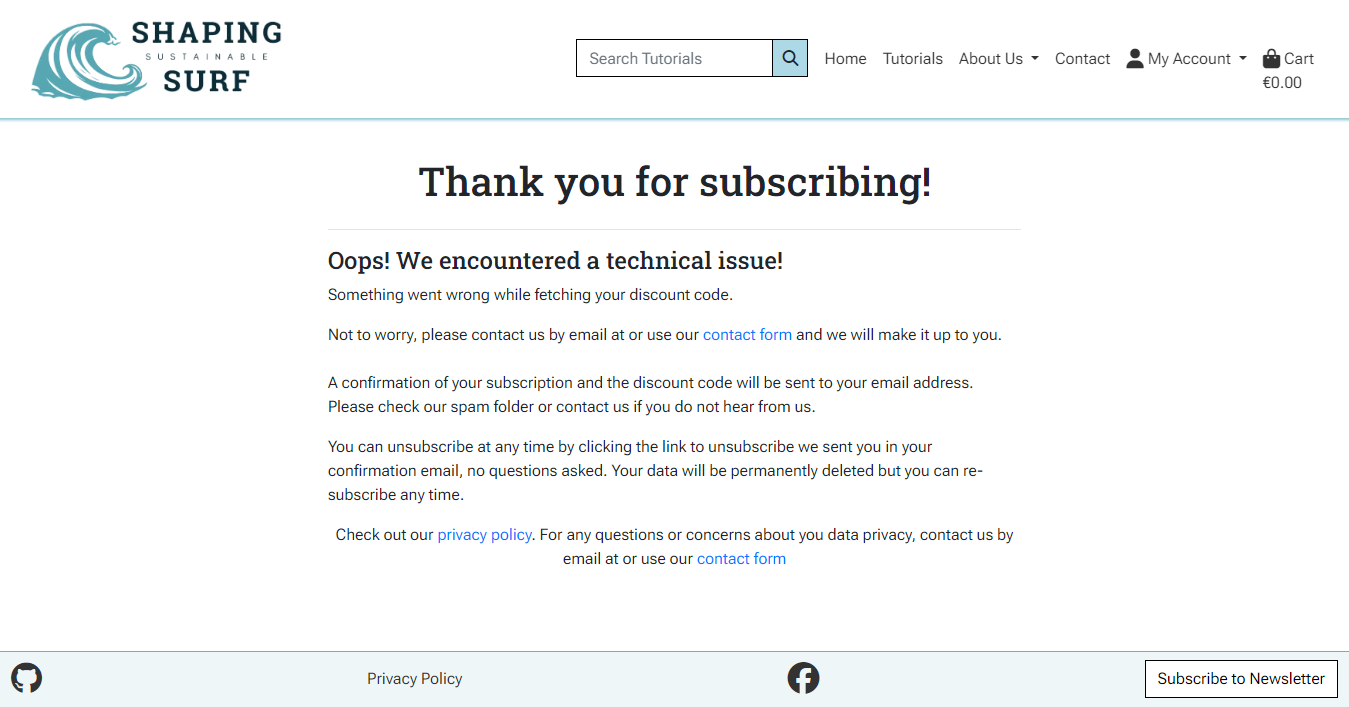 SHAPING
SUSTAINABLE
SURF
Search Tutorials
Home
Tutorials
About Us
Contact
My Account
Cart
€0.00
Thank you for subscribing!
Oops! We encountered a technical issue!
Something went wrong while fetching your discount code.
Not to worry, please contact us by email at or use our contact form and we will make it up to you.
A confirmation of your subscription and the discount code will be sent to your email address.
Please check our spam folder or contact us if you do not hear from us.
You can unsubscribe at any time by clicking the link to unsubscribe we sent you in your
confirmation email, no questions asked. Your data will be permanently deleted but you can re-
subscribe any time.
Check out our privacy policy. For any questions or concerns about you data privacy, contact us by
email at or use our contact form
Privacy Policy
Subscribe to Newsletter